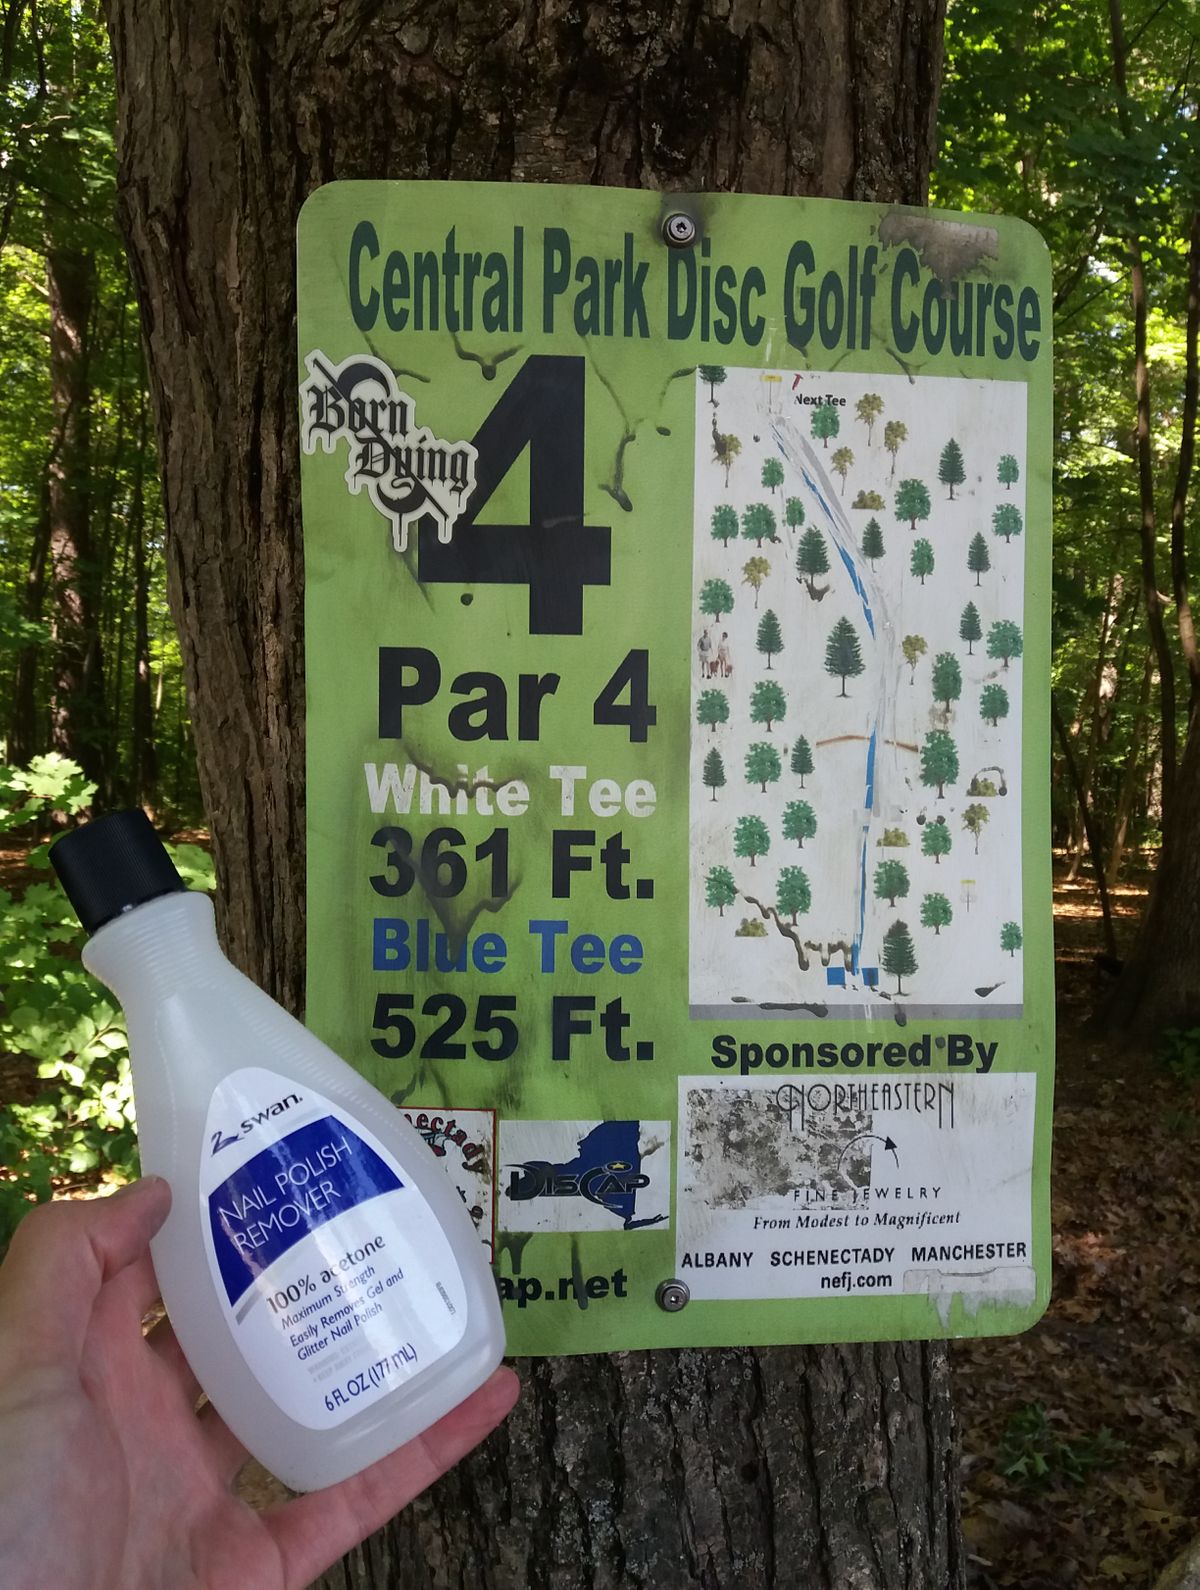 Central Park Disc Golf Course
Born
Dying
4
Next Tee
Par 4
White Tee
361 Ft.
Blue Tee
525 Ft.
Sponsored By
NORTHEASTERN
FINE JEWELRY
From Modest to Magnificent
ALBANY SCHENECTADY MANCHESTER
nefj.com
DISCAP
ap.net
swan.
NAIL POLISH
REMOVER
100% acetone
Maximum Strength
Easily Removes Gel and
Glitter Nail Polish
6 FL OZ (177 mL)